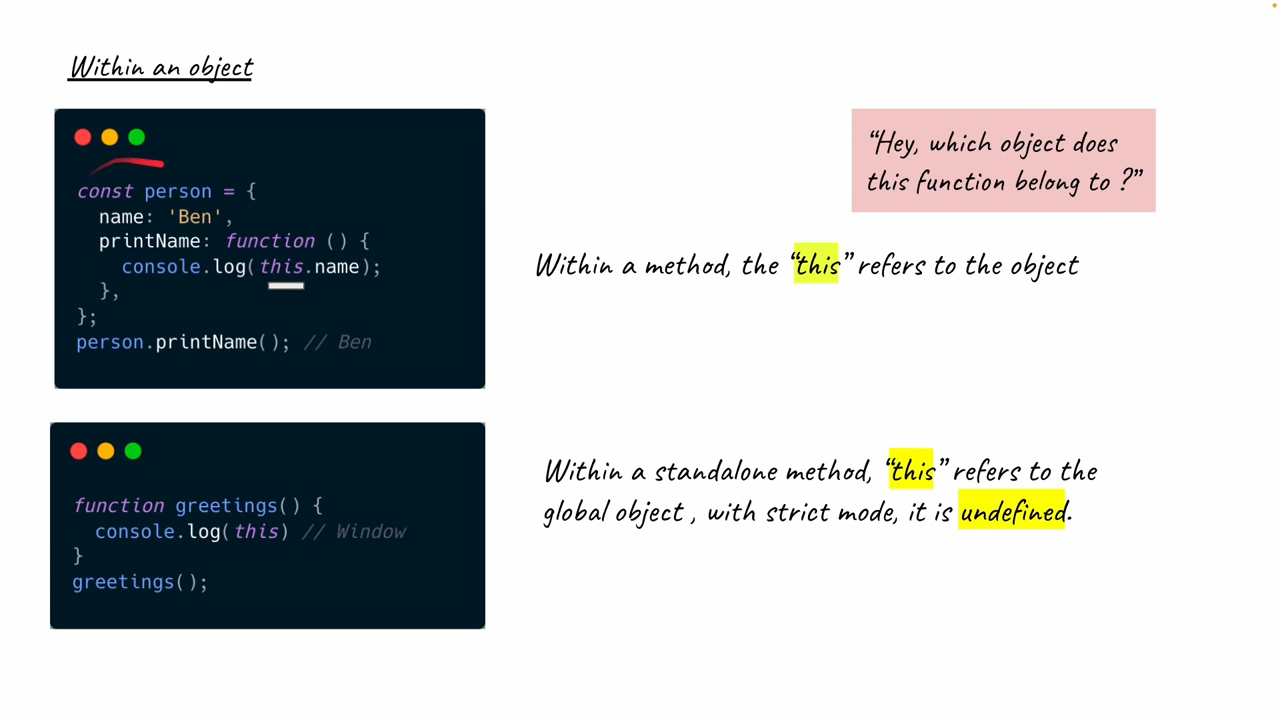 Within an object
const person = {
  name: 'Ben',
  printName: function () {
    console.log(this.name);
  },
};
person.printName(); // Ben
"Hey, which object does
this function belong to ?"
Within a method, the "this" refers to the object
function greetings() {
  console.log(this) // Window
}
greetings();
Within a standalone method, "this" refers to the
global object , with strict mode, it is undefined.